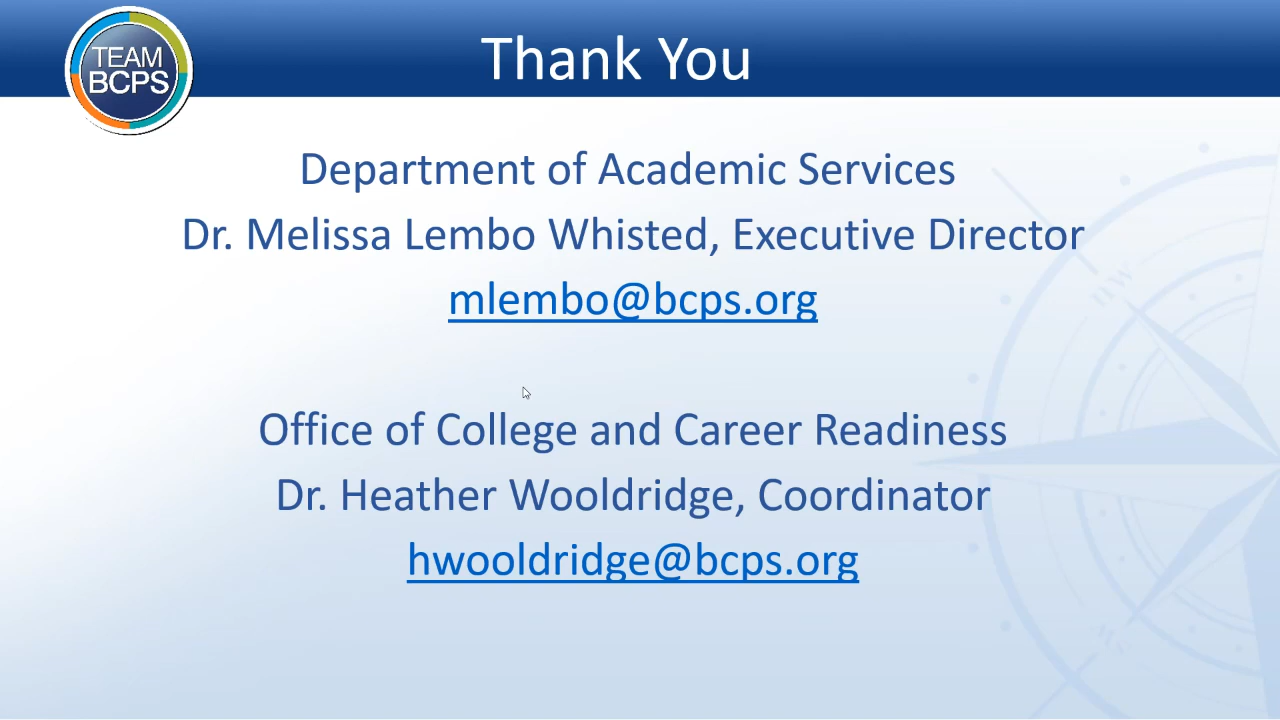 TEAM
BCPS
Thank You
Department of Academic Services
Dr. Melissa Lembo Whisted, Executive Director
mlembo@bcps.org
Office of College and Career Readiness
Dr. Heather Wooldridge, Coordinator
hwooldridge@bcps.org